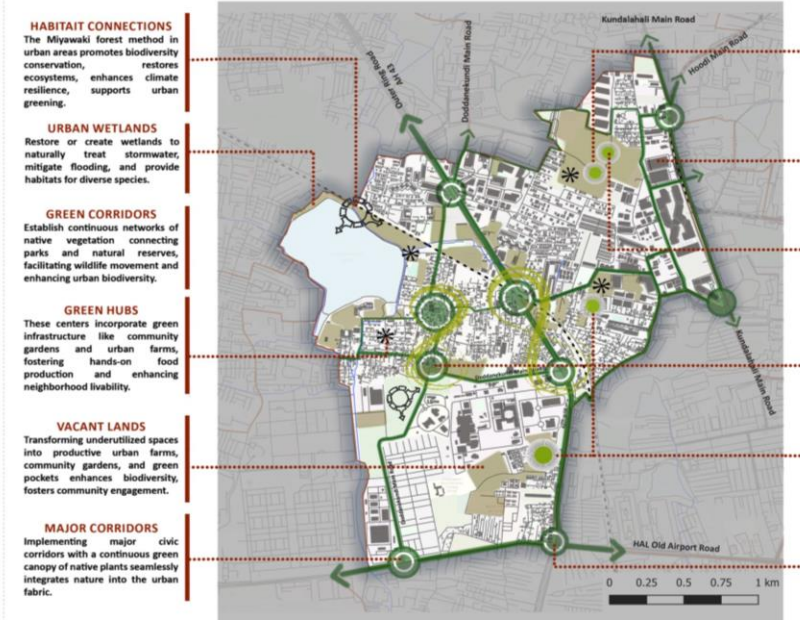 HABITAIT CONNECTIONS
The Miyawaki forest method in
urban areas promotes biodiversity
conservation, restores
ecosystems, enhances climate
resilience, supports urban
greening.
URBAN WETLANDS
Restore or create wetlands to
naturally treat stormwater,
mitigate flooding, and provide
habitats for diverse species.
GREEN CORRIDORS
Establish continuous networks of
native vegetation connecting
parks and natural reserves,
facilitating wildlife movement and
enhancing urban biodiversity.
GREEN HUBS
These centers incorporate green
infrastructure like community
gardens and urban farms,
fostering hands-on food
production and enhancing
neighborhood livability.
VACANT LANDS
Transforming underutilized spaces
into productive urban farms,
community gardens, and green
pockets enhances biodiversity,
fosters community engagement.
MAJOR CORRIDORS
Implementing major civic
corridors with a continuous green
canopy of native plants seamlessly
integrates nature into the urban
fabric.
Kundalahali Main Road
Hoodi Main Road
Doddanekundi Main Road
Outer Ring Road
AH 43
Kundalahali Main Road
HAL Old Airport Road
0 0.25 0.5 0.75 1 km